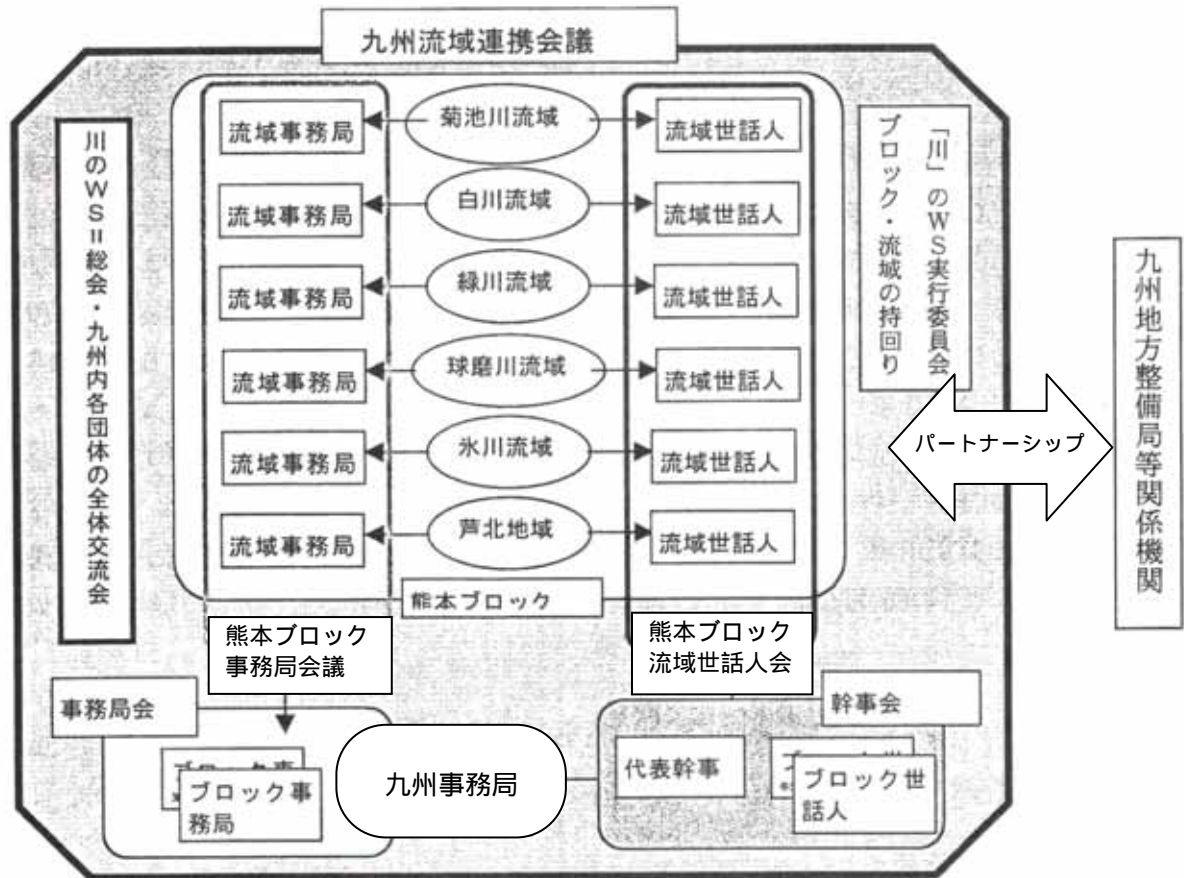 九州流域連携会議
川のWS＝総会・九州内各団体の全体交流会
流域事務局
菊池川流域
流域世話人
流域事務局
白川流域
流域世話人
流域事務局
緑川流域
流域世話人
流域事務局
球磨川流域
流域世話人
流域事務局
氷川流域
流域世話人
流域事務局
芦北地域
流域世話人
熊本ブロック
「川」のWS実行委員会
ブロック・流域の持回り
パートナーシップ
九州地方整備局等関係機関
熊本ブロック
事務局会議
熊本ブロック
流域世話人会
事務局会
幹事会
ブロック事
務局
九州事務局
代表幹事
ブロック世
話人